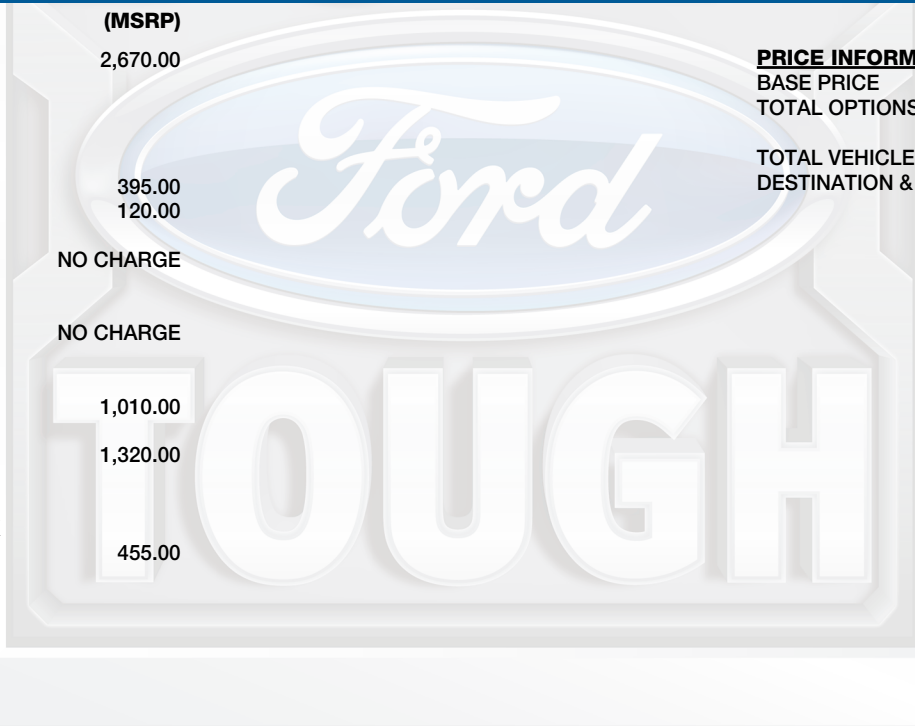 (MSRP)
2,670.00
395.00
120.00
NO CHARGE
NO CHARGE
1,010.00
1,320.00
455.00
PRICE INFORM
BASE PRICE
TOTAL OPTIONS
TOTAL VEHICLE
DESTINATION &
Ford
TOUGH